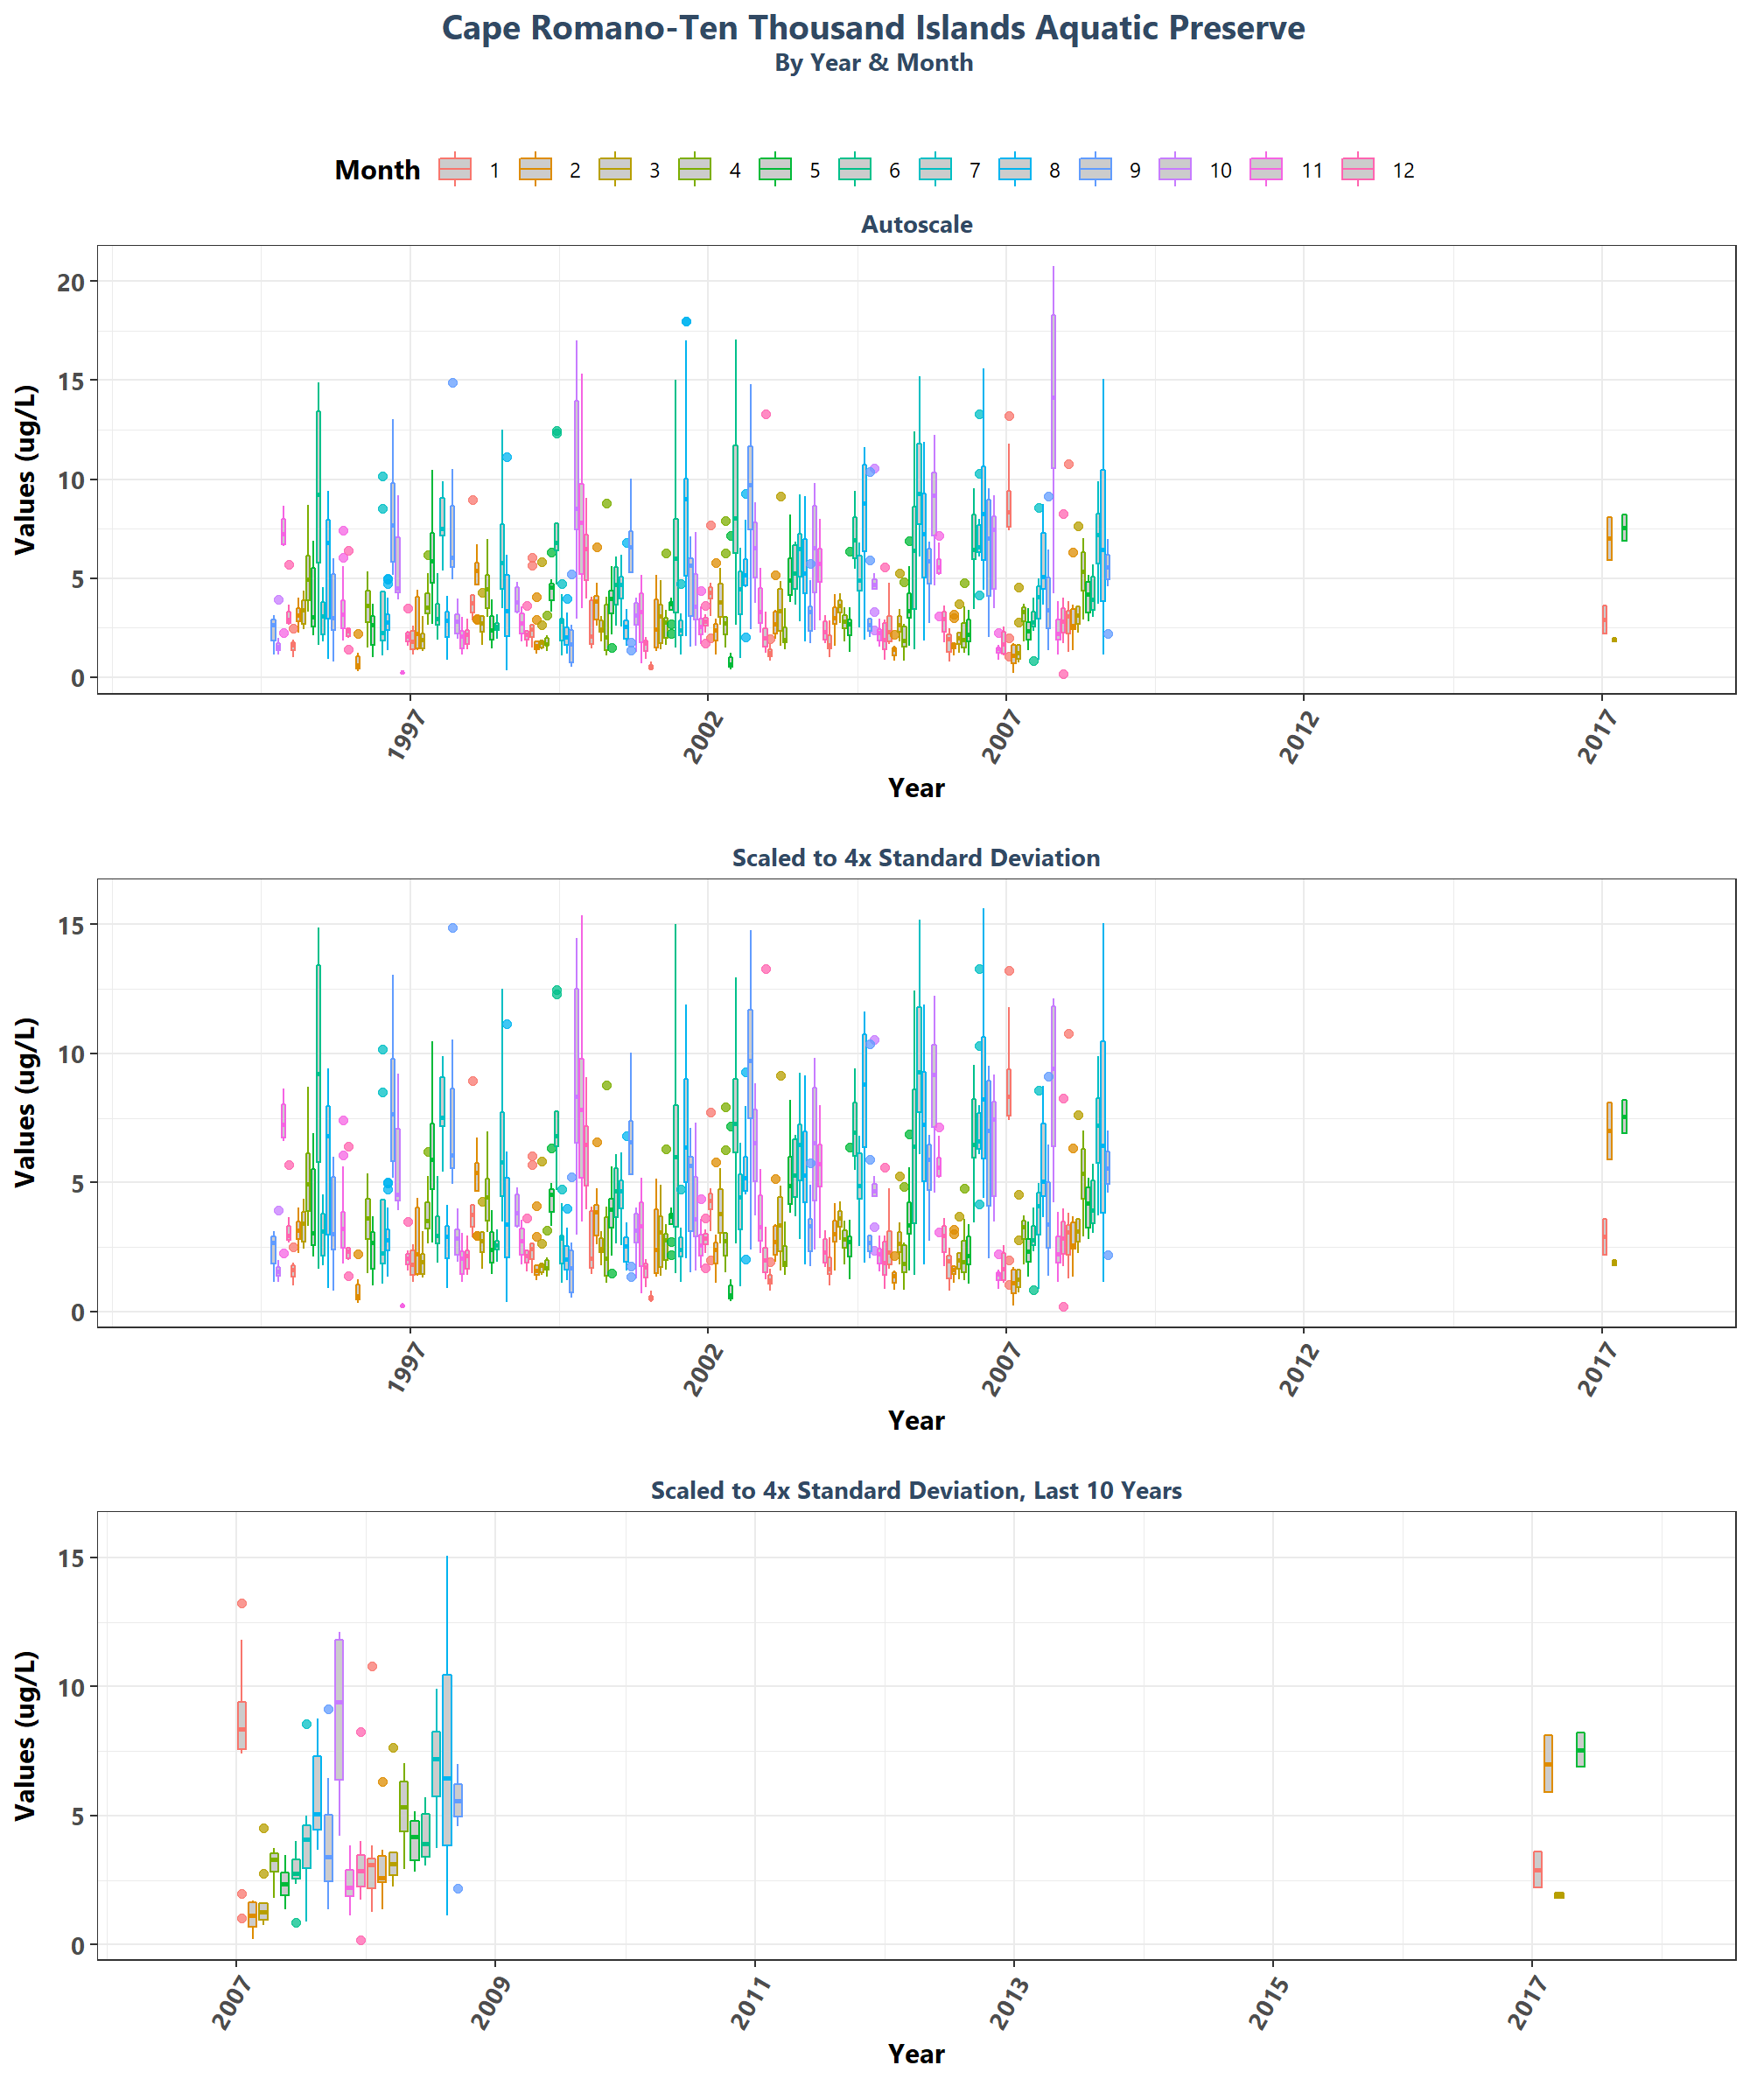 Cape Romano-Ten Thousand Islands Aquatic Preserve
By Year & Month
Month 1 2 3 4 5 6 7 8 9 10 11 12
Autoscale
Values (ug/L)
20
15
10
5
0
1997 2002 2007 2012 2017
Year
Scaled to 4x Standard Deviation
Values (ug/L)
15
10
5
0
1997 2002 2007 2012 2017
Year
Scaled to 4x Standard Deviation, Last 10 Years
Values (ug/L)
15
10
5
0
2007 2009 2011 2013 2015 2017
Year